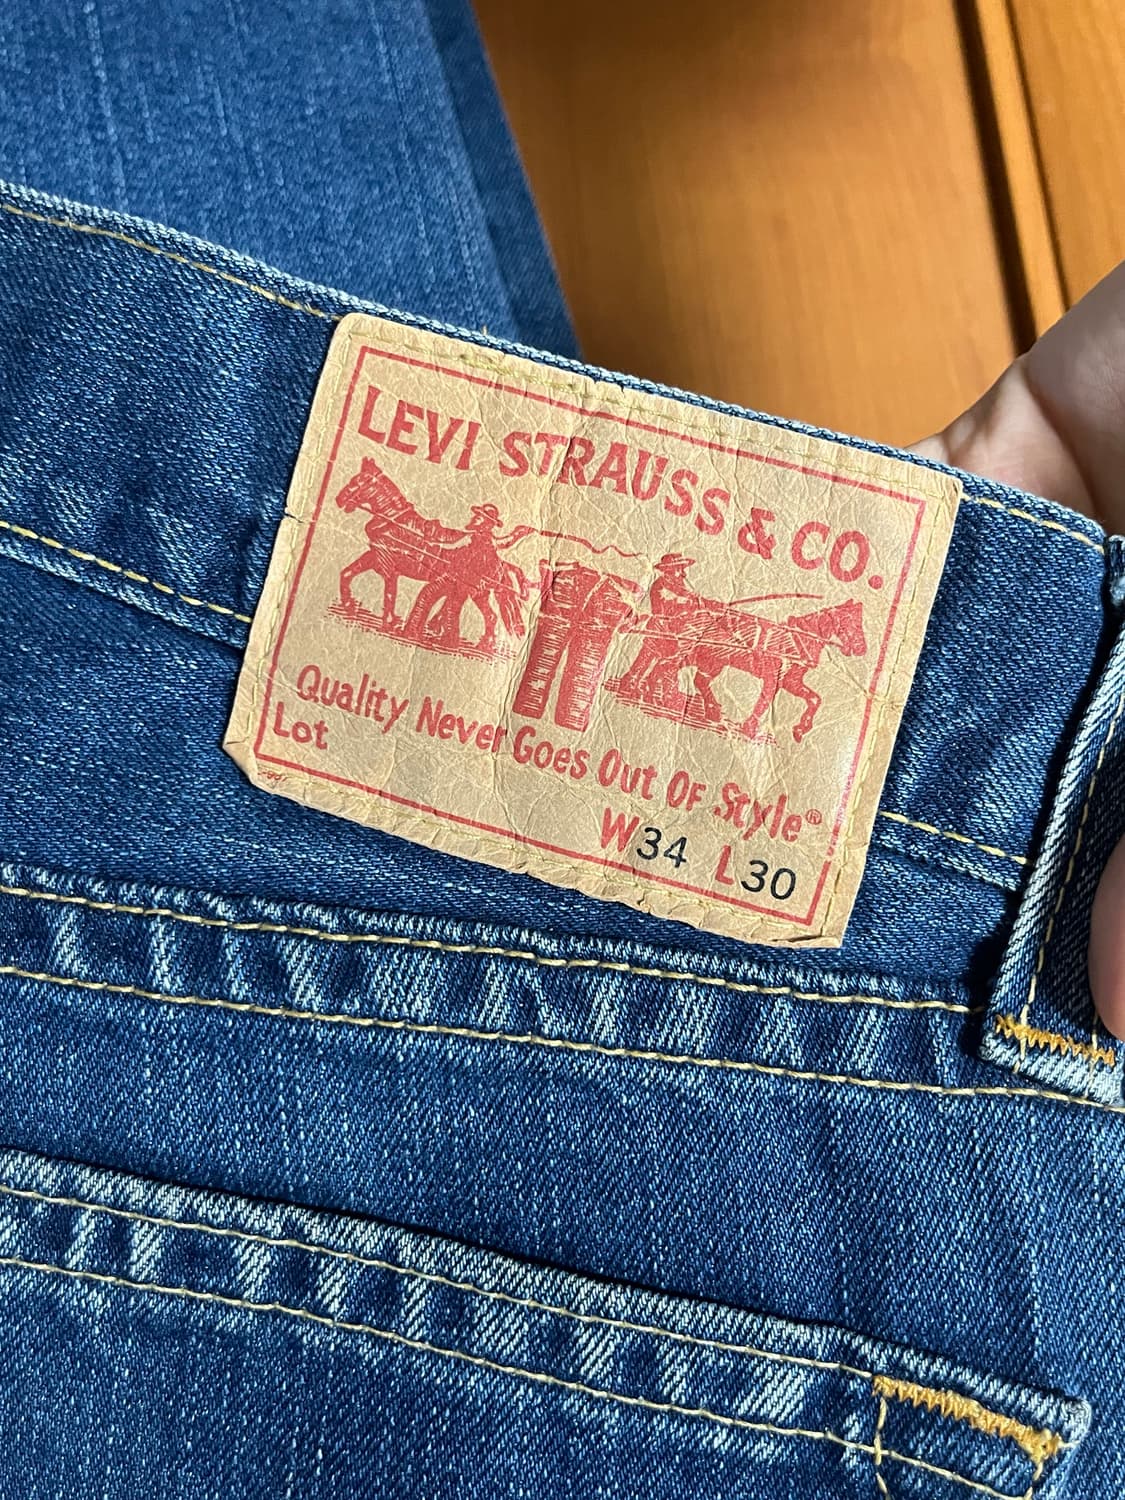 LEVI STRAUSS & CO.
Quality Never Goes Out Of Style®
Lot
W34 L30